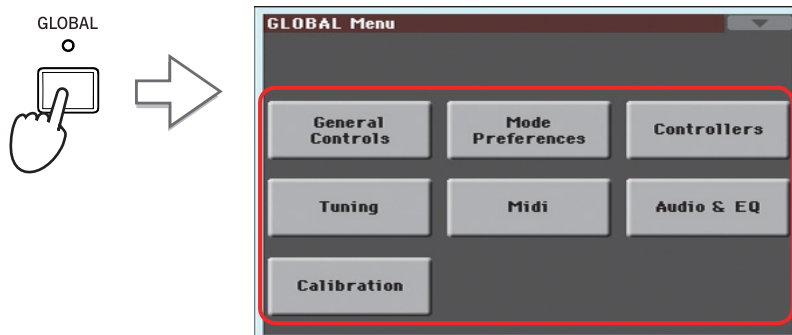 GLOBAL
GLOBAL Menu
General
Controls
Mode
Preferences
Controllers
Tuning
Midi
Audio & EQ
Calibration